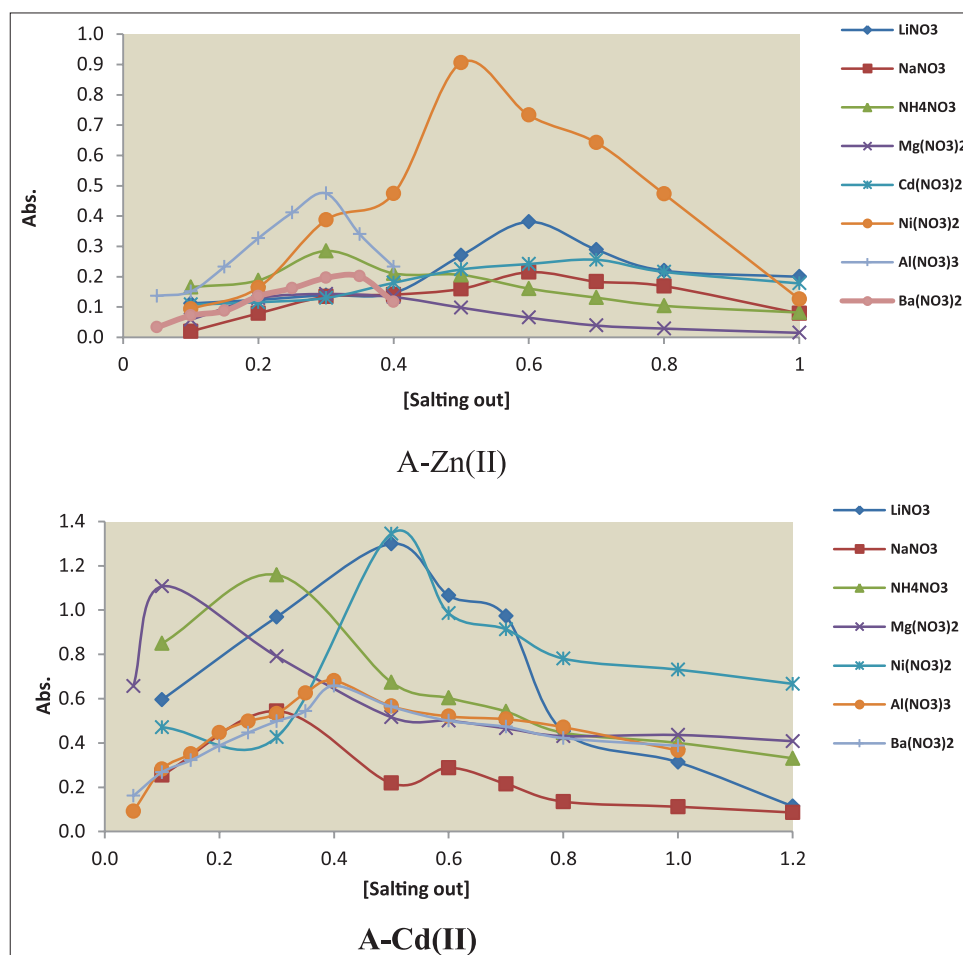 1.0
0.9
0.8
0.7
0.6
0.5
0.4
0.3
0.2
0.1
0.0
Abs.
0 0.2 0.4 0.6 0.8 1
[Salting out]
LiNO3
NaNO3
NH4NO3
Mg(NO3)2
Cd(NO3)2
Ni(NO3)2
Al(NO3)3
Ba(NO3)2
A-Zn(II)
1.4
1.2
1.0
0.8
0.6
0.4
0.2
0.0
Abs.
0.0 0.2 0.4 0.6 0.8 1.0 1.2
[Salting out]
LiNO3
NaNO3
NH4NO3
Mg(NO3)2
Ni(NO3)2
Al(NO3)3
Ba(NO3)2
A-Cd(II)